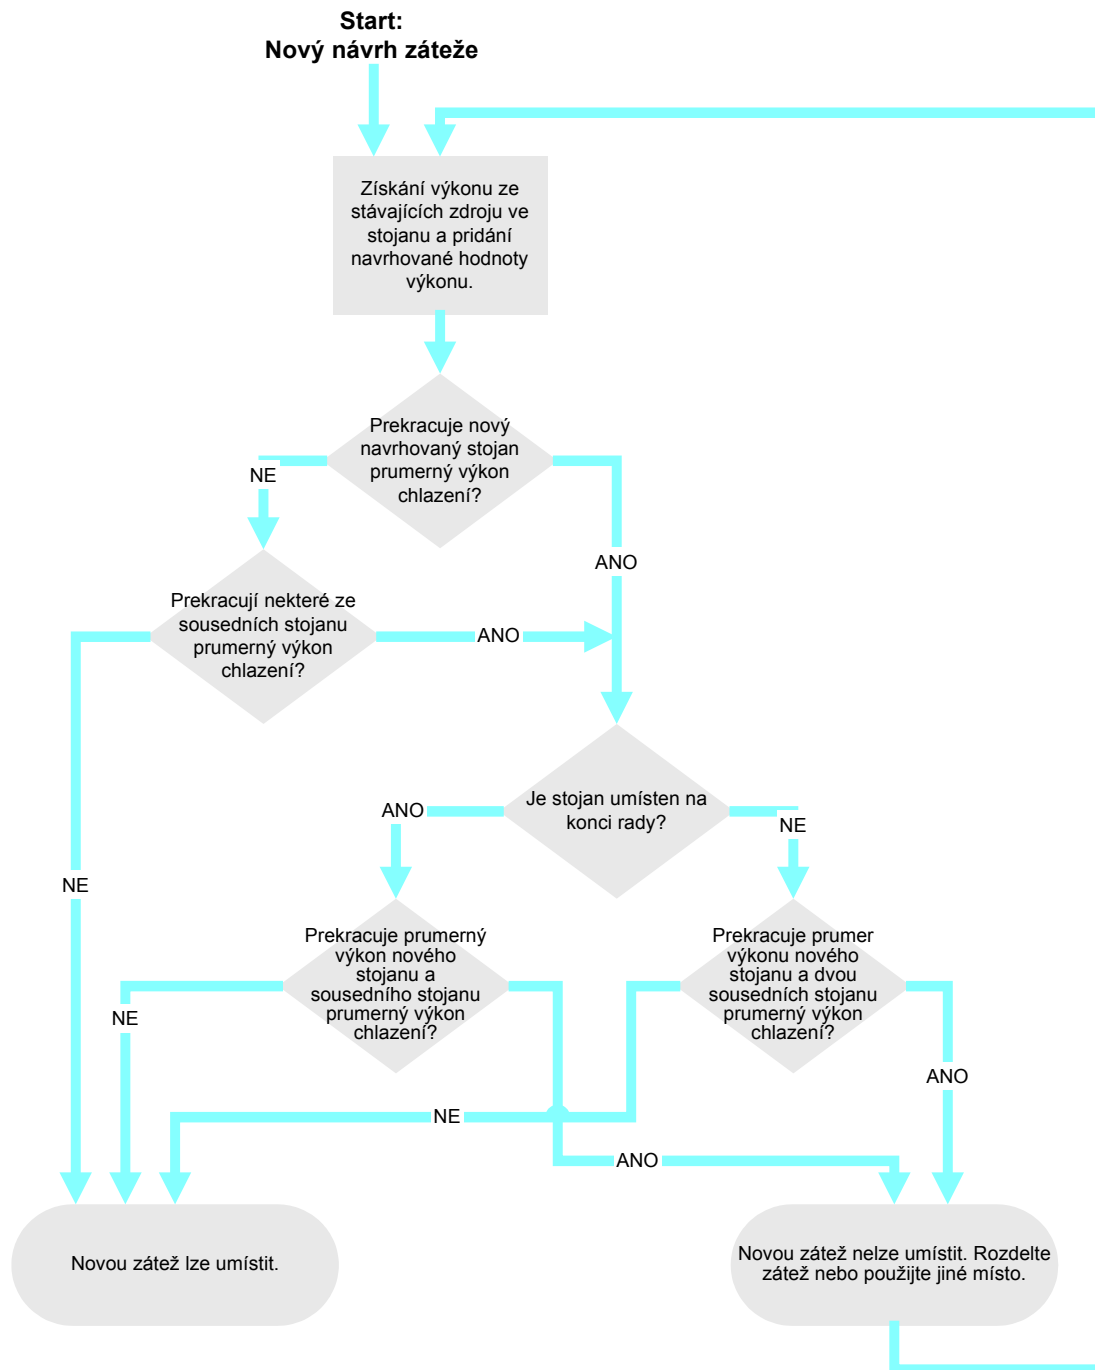 Start:
Nový návrh záteže
Získání výkonu ze
stávajících zdroju ve
stojanu a pridání
navrhované hodnoty
výkonu.
Prekracuje nový
navrhovaný stojan
prumerný výkon
chlazení?
NE
ANO
Prekracují nekteré ze
sousedních stojanu
prumerný výkon
chlazení?
ANO
NE
Je stojan umísten na
konci rady?
ANO
NE
Prekracuje prumerný
výkon nového
stojanu a
sousedního stojanu
prumerný výkon
chlazení?
Prekracuje prumer
výkonu nového
stojanu a dvou
sousedních stojanu
prumerný výkon
chlazení?
NE
ANO
NE
ANO
Novou zátež lze umístit.
Novou zátež nelze umístit. Rozdelte
zátež nebo použijte jiné místo.